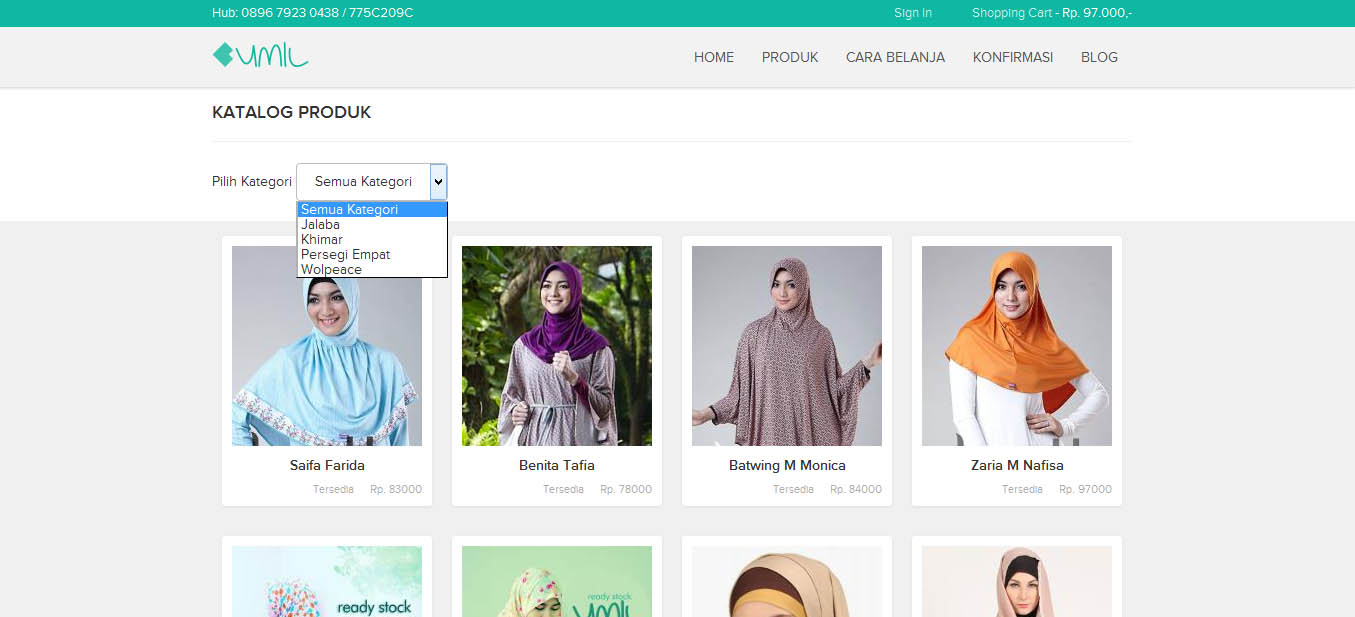 Hub: 0896 7923 0438 / 775C209C
Sign In
Shopping Cart - Rp. 97.000,-
HOME PRODUK CARA BELANJA KONFIRMASI BLOG
KATALOG PRODUK
Pilih Kategori
Semua Kategori
Semua Kategori
Jalaba
Khimar
Persegi Empat
Wolpeace
Saifa Farida
Tersedia Rp. 83000
Benita Tafia
Tersedia Rp. 78000
Batwing M Monica
Tersedia Rp. 84000
Zaria M Nafisa
Tersedia Rp. 97000
ready stock
ready stock